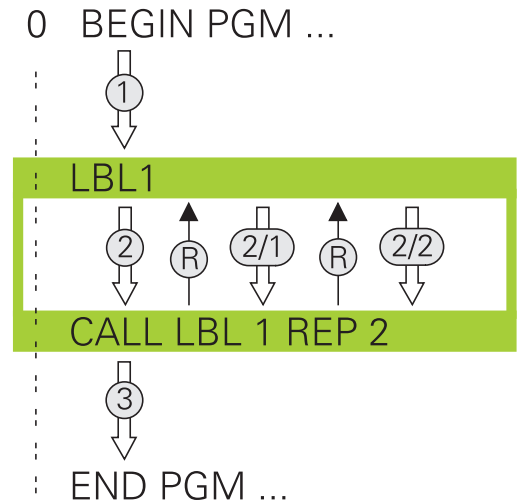 0 BEGIN PGM ...
1
LBL1
2 R 2/1 R 2/2
CALL LBL 1 REP 2
3
END PGM ...